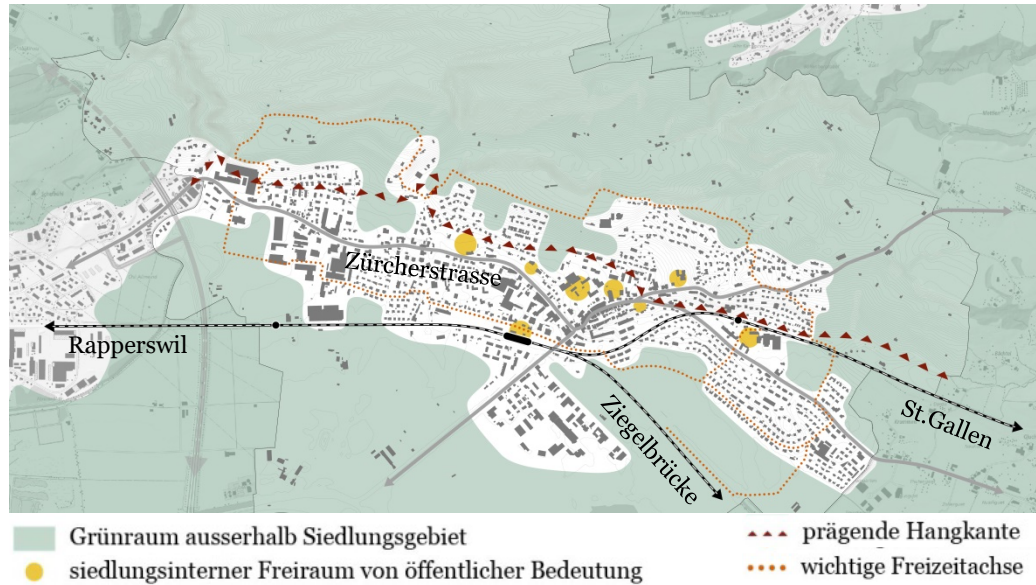 Zürcherstrasse
Rapperswil
Ziegelbrücke
St.Gallen
Grünraum ausserhalb Siedlungsgebiet
siedlungsinterner Freiraum von öffentlicher Bedeutung
prägende Hangkante
wichtige Freizeitachse